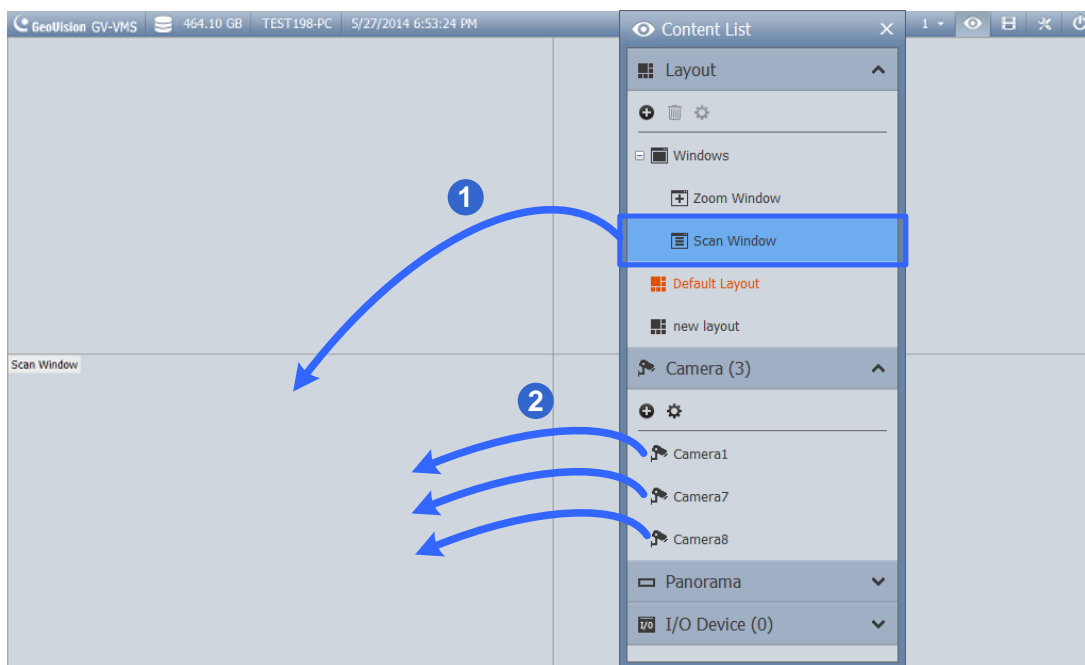 GeoVision GV-VMS 464.10 GB TEST198-PC 5/27/2014 6:53:24 PM
Content List
1
Layout
Windows
1
Zoom Window
Scan Window
Default Layout
new layout
Scan Window
Camera (3)
2
Camera1
Camera7
Camera8
Panorama
I/O I/O Device (0)